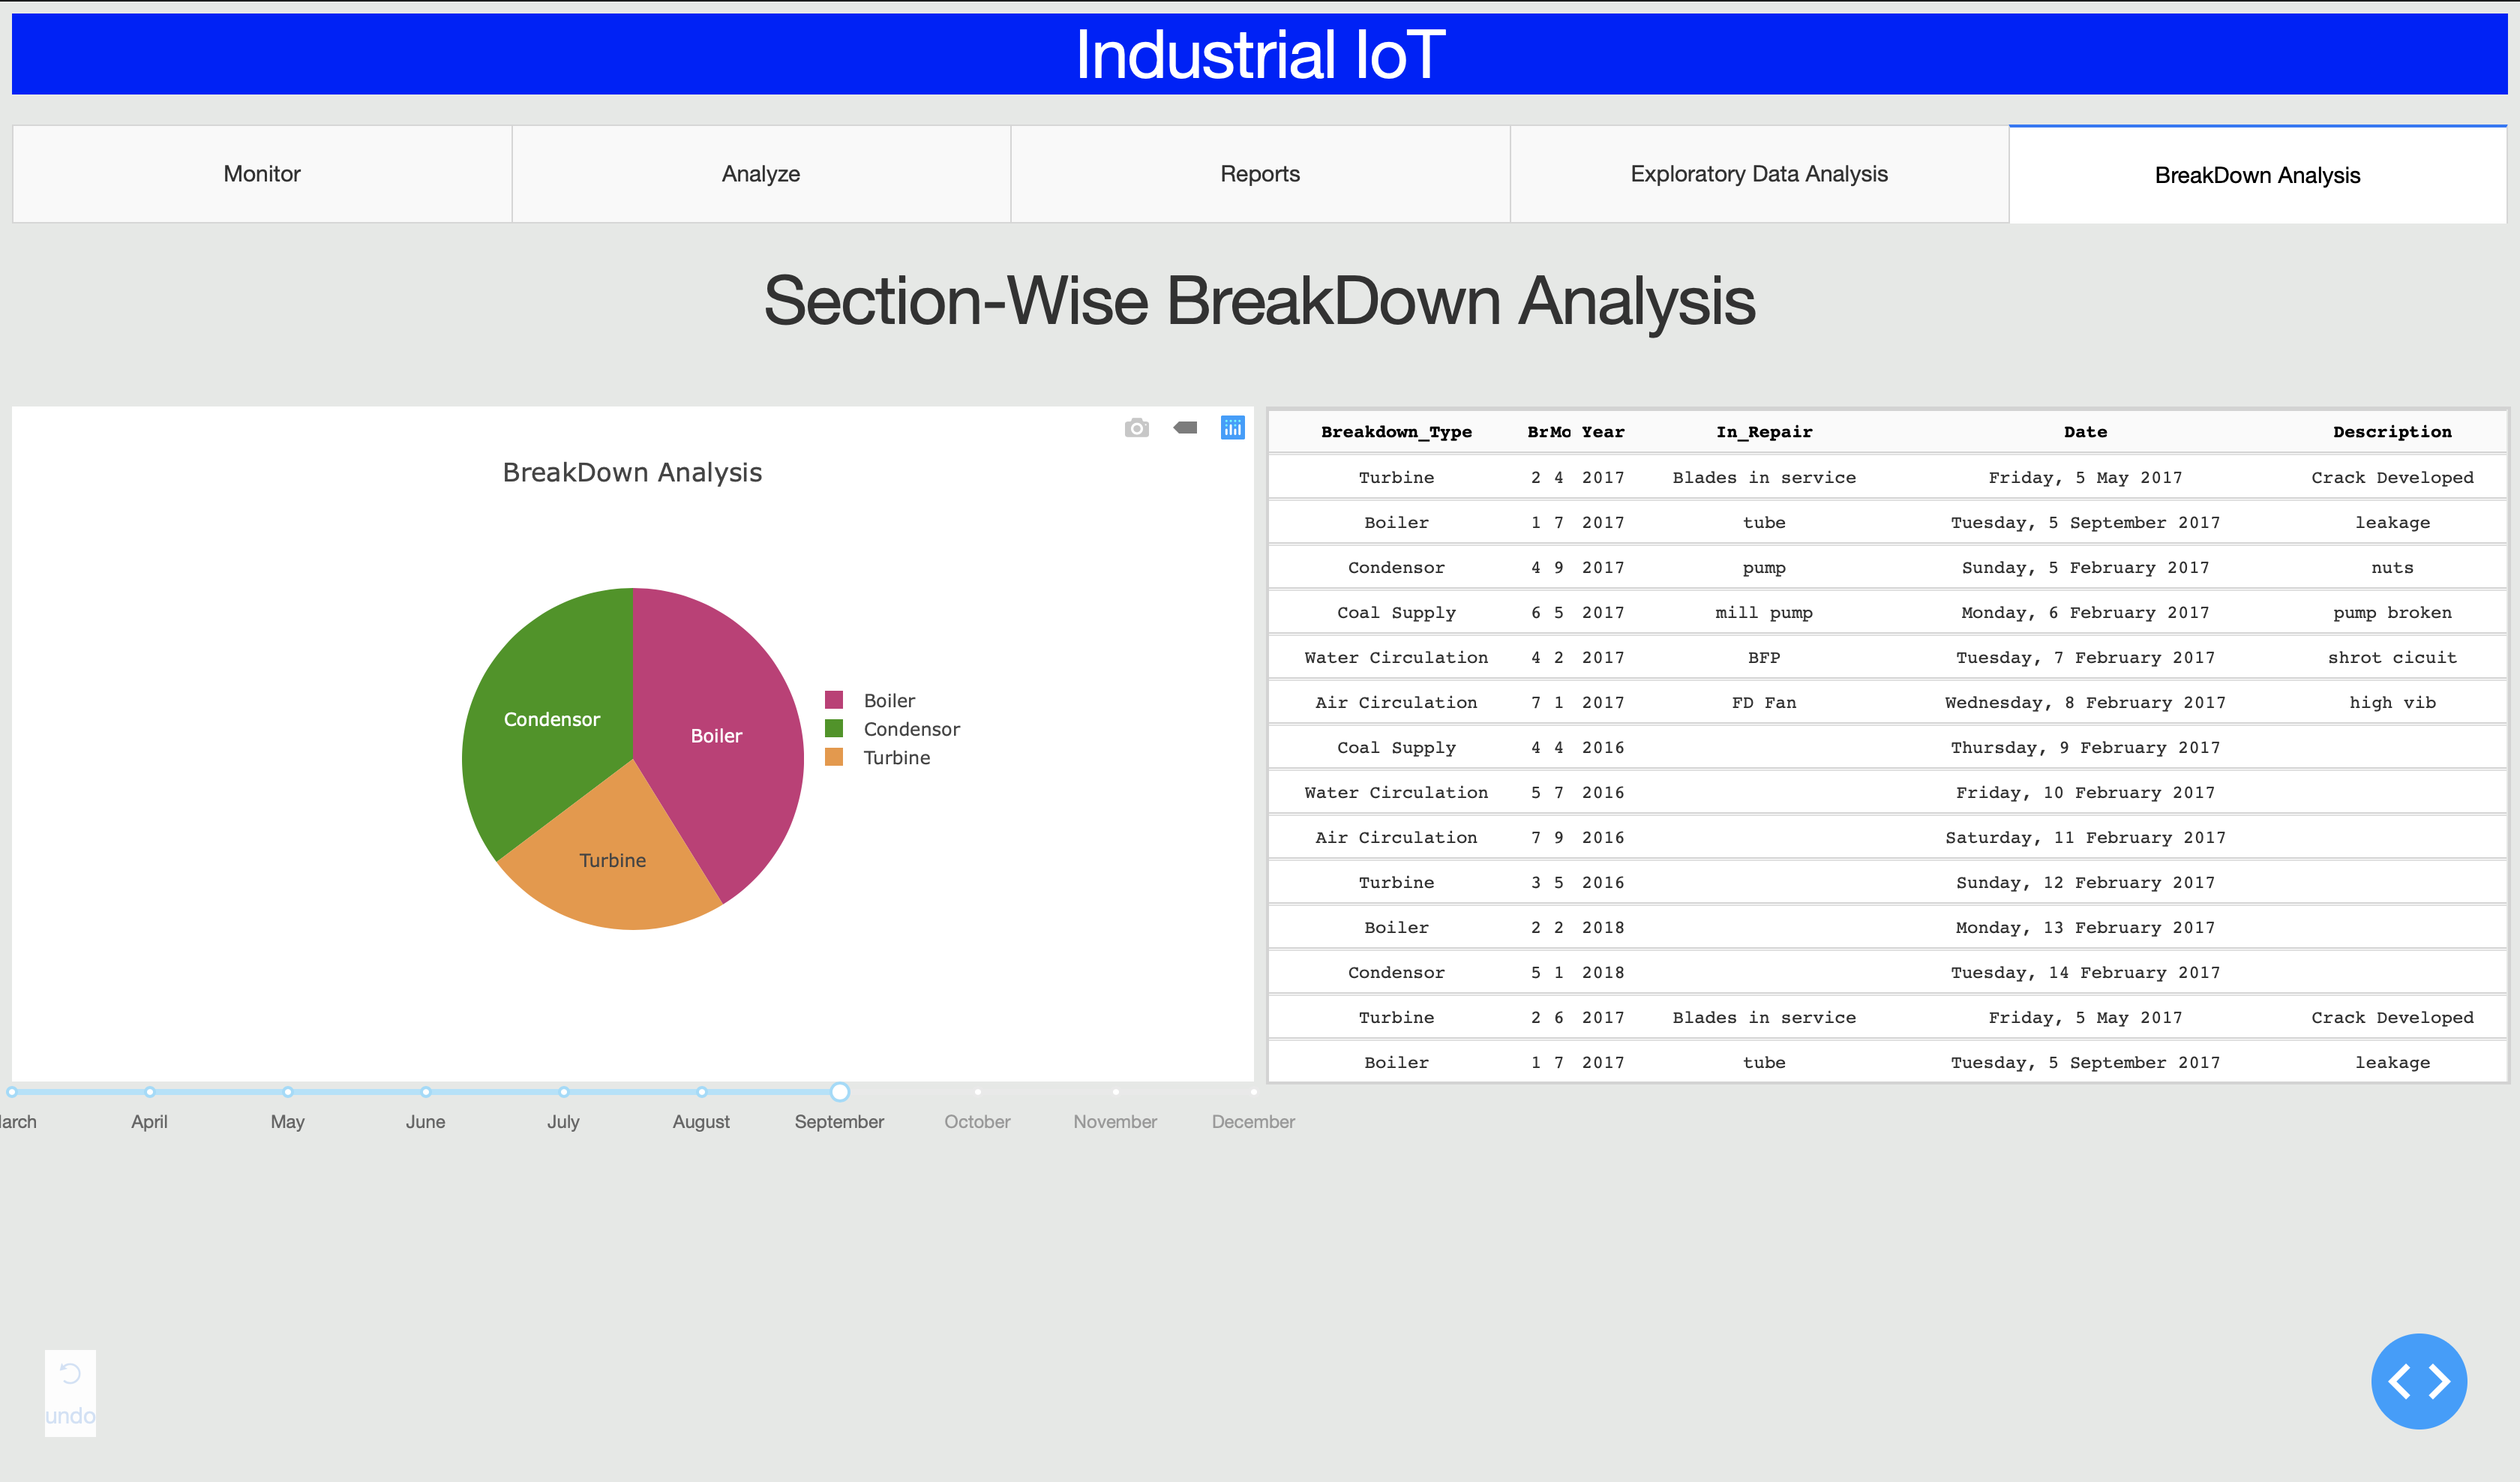 Industrial IoT
Monitor Analyze Reports Exploratory Data Analysis BreakDown Analysis
Section-Wise BreakDown Analysis
BreakDown Analysis
Condensor
Boiler
Turbine
Boiler
Condensor
Turbine
arch April May June July August September October November December
Breakdown_Type Br Mo Year In_Repair Date Description
Turbine 2 4 2017 Blades in service Friday, 5 May 2017 Crack Developed
Boiler 1 7 2017 tube Tuesday, 5 September 2017 leakage
Condensor 4 9 2017 pump Sunday, 5 February 2017 nuts
Coal Supply 6 5 2017 mill pump Monday, 6 February 2017 pump broken
Water Circulation 4 2 2017 BFP Tuesday, 7 February 2017 shrot cicuit
Air Circulation 7 1 2017 FD Fan Wednesday, 8 February 2017 high vib
Coal Supply 4 4 2016 Thursday, 9 February 2017
Water Circulation 5 7 2016 Friday, 10 February 2017
Air Circulation 7 9 2016 Saturday, 11 February 2017
Turbine 3 5 2016 Sunday, 12 February 2017
Boiler 2 2 2018 Monday, 13 February 2017
Condensor 5 1 2018 Tuesday, 14 February 2017
Turbine 2 6 2017 Blades in service Friday, 5 May 2017 Crack Developed
Boiler 1 7 2017 tube Tuesday, 5 September 2017 leakage
undo